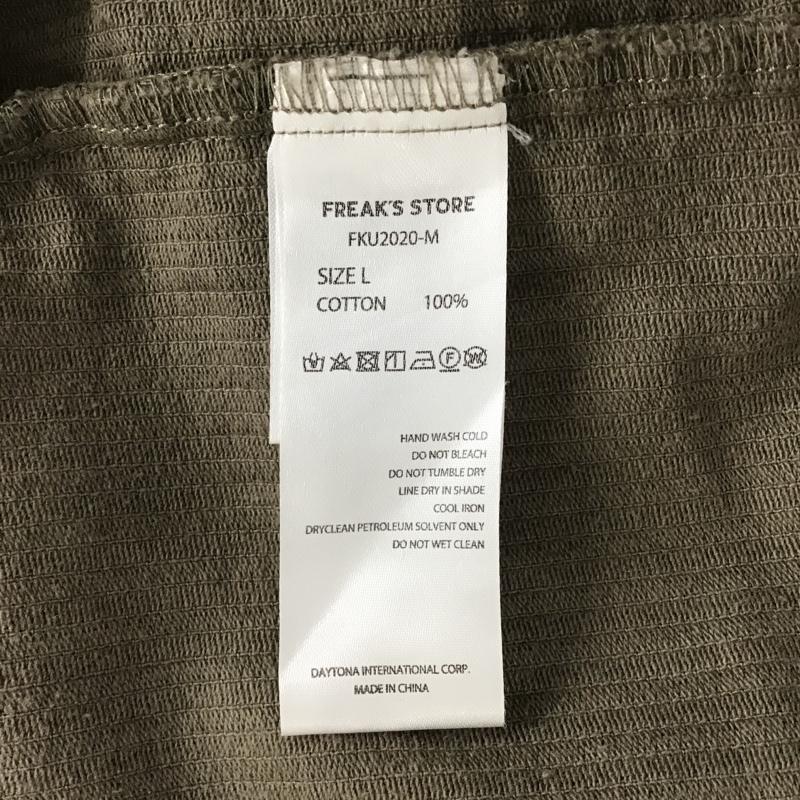 FREAK'S STORE
FKU2020-M
SIZE L
COTTON 100%
F W
HAND WASH COLD
DO NOT BLEACH
DO NOT TUMBLE DRY
LINE DRY IN SHADE
COOL IRON
DRYCLEAN PETROLEUM SOLVENT ONLY
DO NOT WET CLEAN
DAYTONA INTERNATIONAL CORP.
MADE IN CHINA